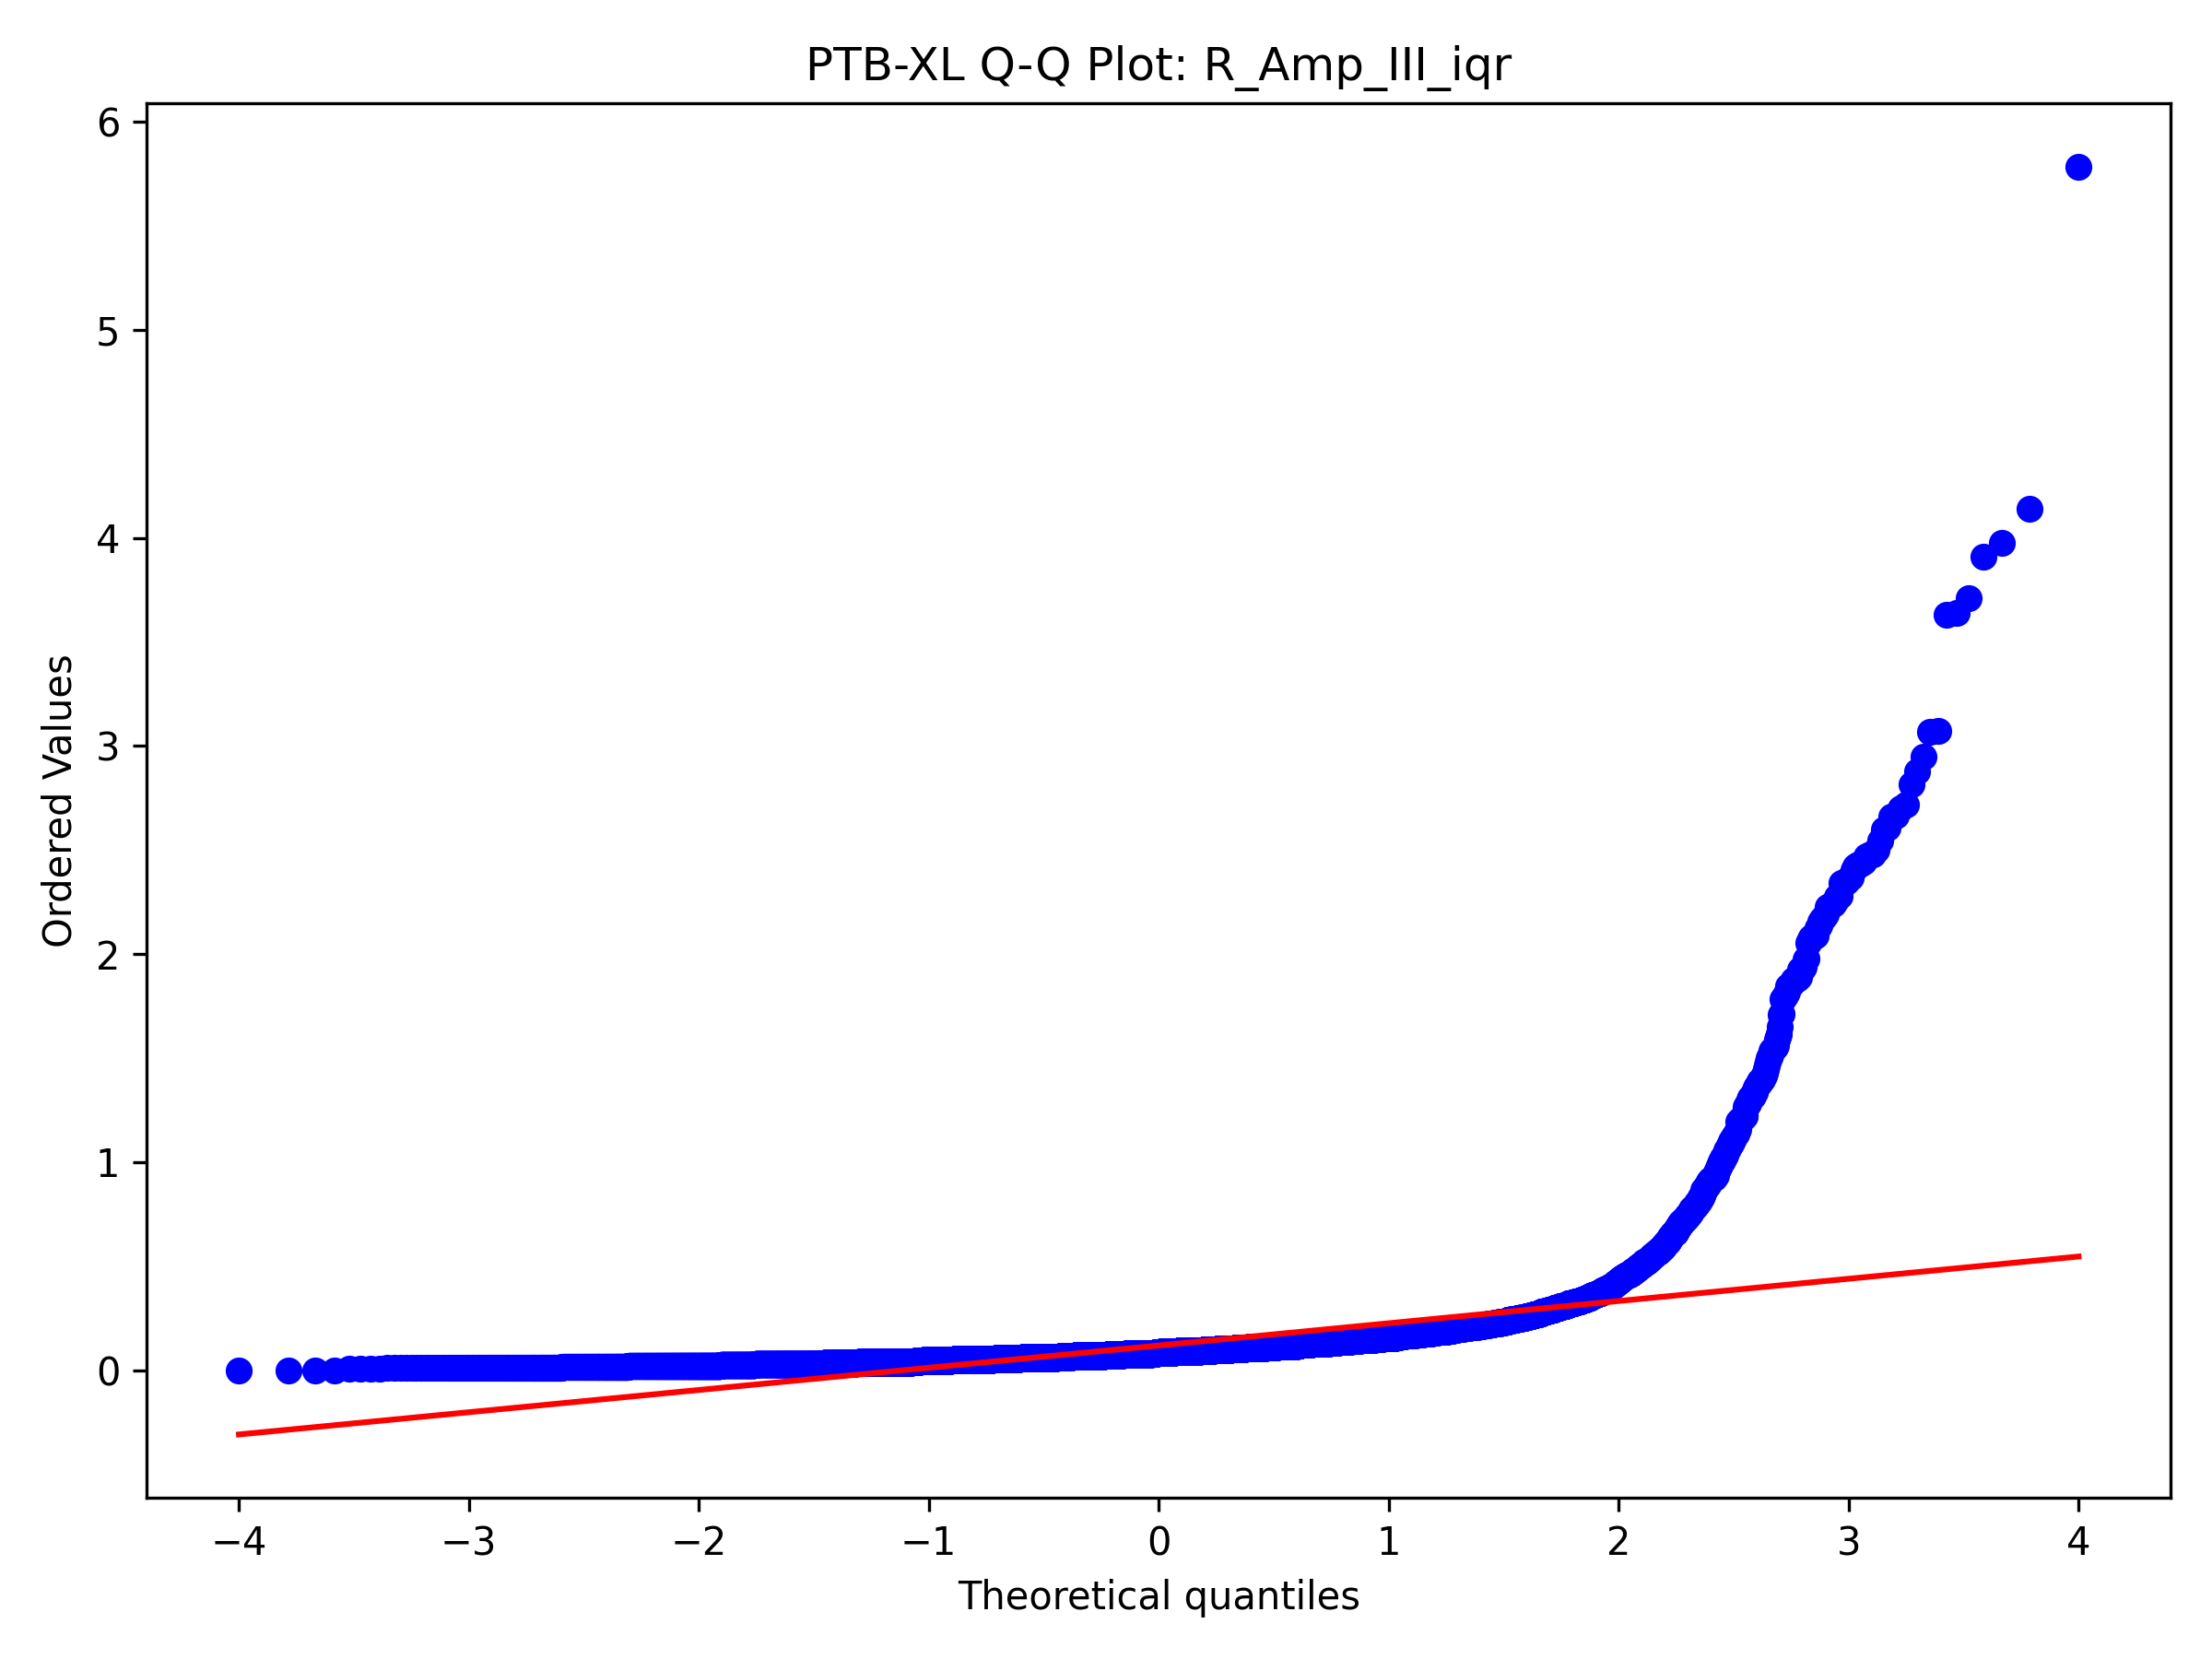 PTB-XL Q-Q Plot: R_Amp_III_iqr
6
5
4
3
2
1
0
Ordered Values
−4 −3 −2 −1 0 1 2 3 4
Theoretical quantiles